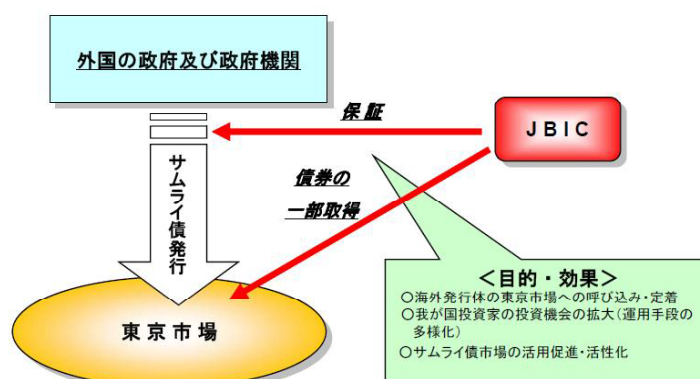 外国の政府及び政府機関
保証
JBIC
サムライ債発行
債券の
一部取得
東京市場
＜目的・効果＞
○海外発行体の東京市場への呼び込み・定着
○我が国投資家の投資機会の拡大（運用手段の
多様化）
○サムライ債市場の活用促進・活性化